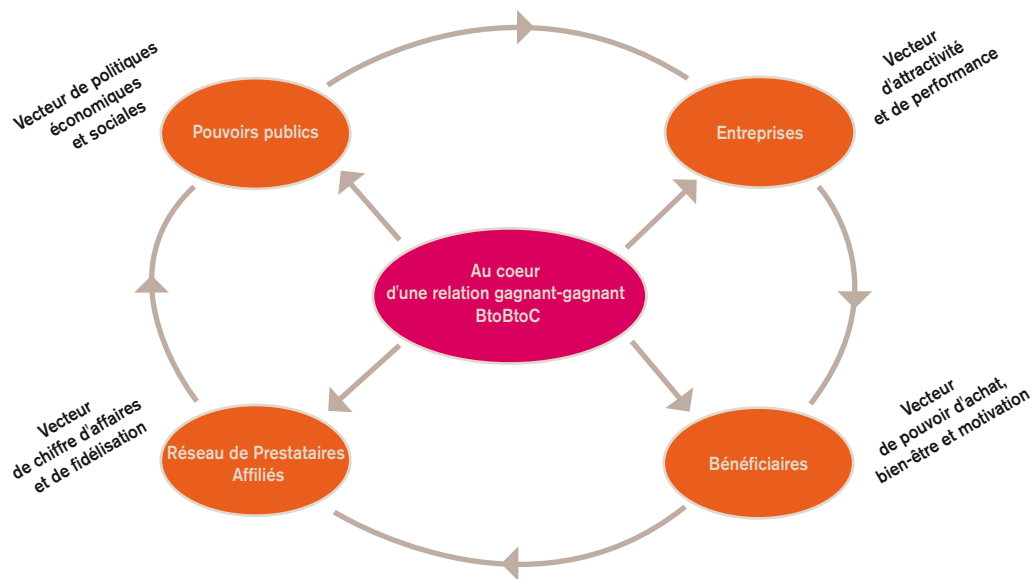 Vecteur de politiques
économiques
et sociales
Pouvoirs publics
Vecteur
d'attractivité
et de performance
Entreprises
Au coeur
d'une relation gagnant-gagnant
BtoBtoC
Vecteur
de chiffre d'affaires
et de fidélisation
Réseau de Prestataires
Affiliés
Bénéficiaires
Vecteur
de pouvoir d'achat,
bien-être et motivation